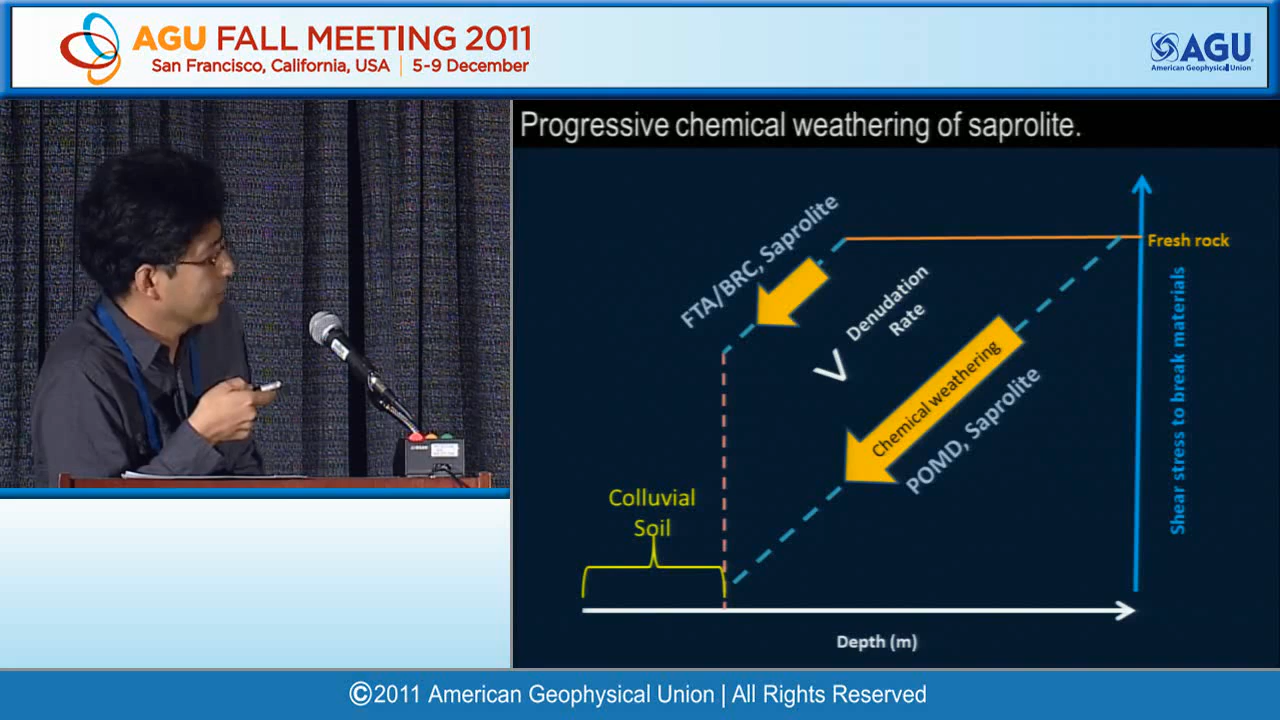 AGU FALL MEETING 2011
San Francisco, California, USA | 5-9 December
AGU
American Geophysical Union
Progressive chemical weathering of saprolite.
FTA/BRC, Saprolite
Fresh rock
Denudation
Rate
V
Chemical weathering
POMD, Saprolite
Shear stress to break materials
Colluvial
Soil
Depth (m)
©2011 American Geophysical Union | All Rights Reserved